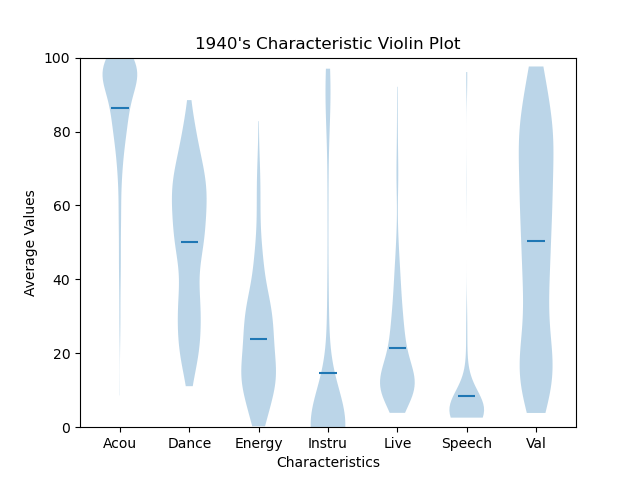 1940's Characteristic Violin Plot
100
80
60
40
20
0
Average Values
Acou Dance Energy Instru Live Speech Val
Characteristics